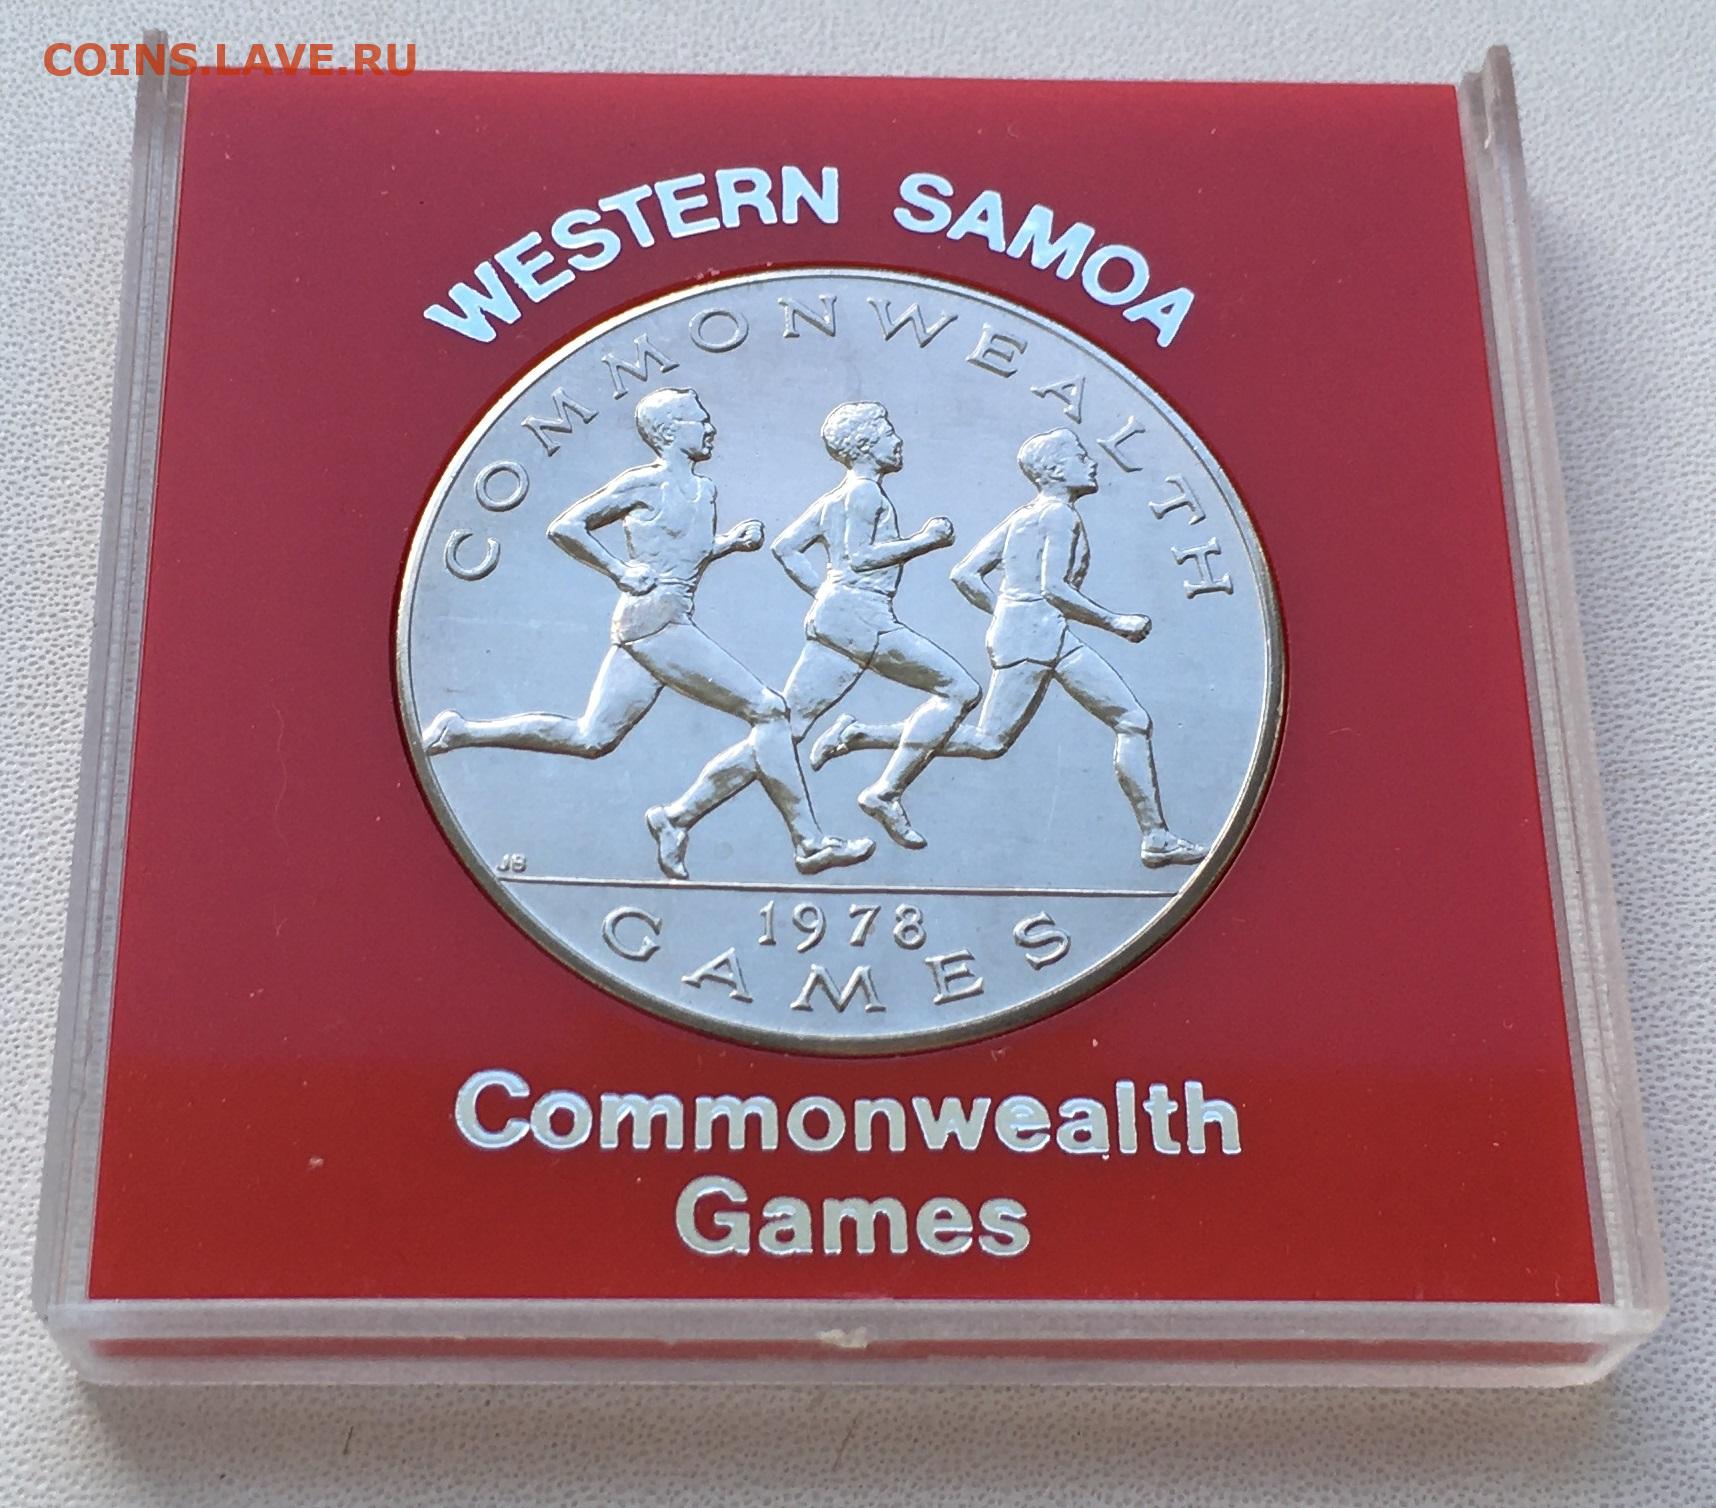 COINS.LAVE.RU
WESTERN SAMOA
COMMONWEALTH
JB
1978
GAMES
Commonwealth
Games